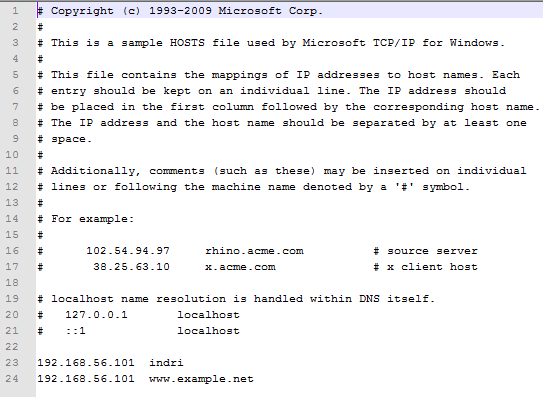 1 # Copyright (c) 1993-2009 Microsoft Corp.
2 #
3 # This is a sample HOSTS file used by Microsoft TCP/IP for Windows.
4 #
5 # This file contains the mappings of IP addresses to host names. Each
6 # entry should be kept on an individual line. The IP address should
7 # be placed in the first column followed by the corresponding host name.
8 # The IP address and the host name should be separated by at least one
9 # space.
10 #
11 # Additionally, comments (such as these) may be inserted on individual
12 # lines or following the machine name denoted by a '#' symbol.
13 #
14 # For example:
15 #
16 #      102.54.94.97     rhino.acme.com          # source server
17 #       38.25.63.10     x.acme.com              # x client host
18
19 # localhost name resolution is handled within DNS itself.
20 #   127.0.0.1       localhost
21 #   ::1             localhost
22
23 192.168.56.101  indri
24 192.168.56.101  www.example.net